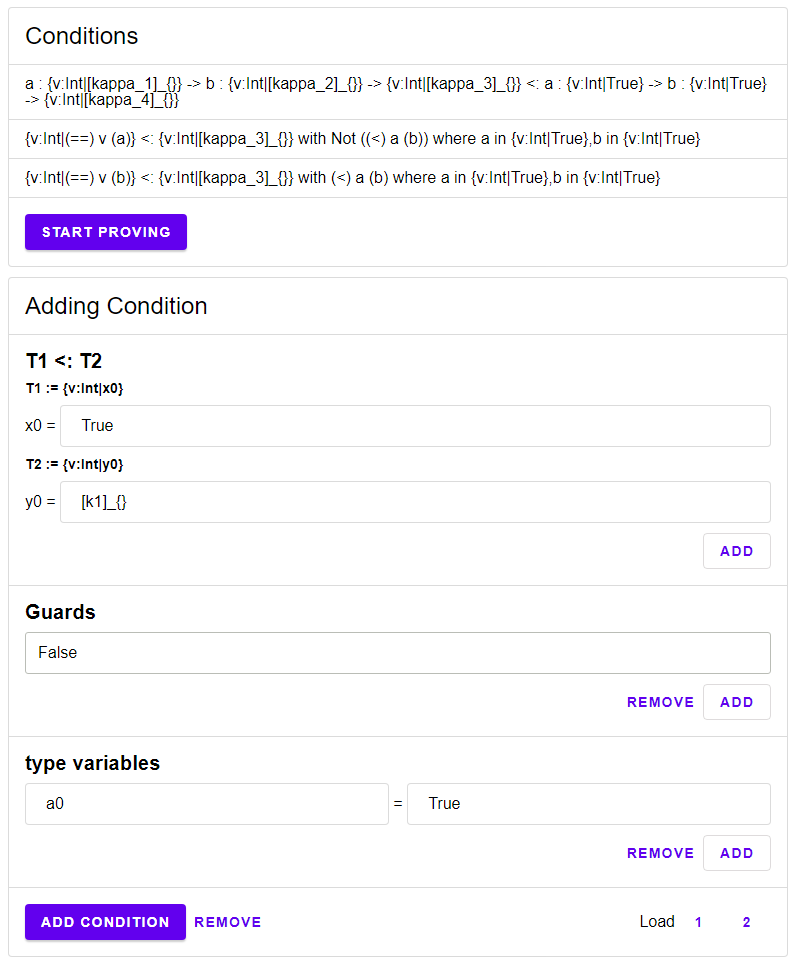 Conditions
a : {v:Int|[kappa_1]_{}} -> b : {v:Int|[kappa_2]_{}} -> {v:Int|[kappa_3]_{}} <: a : {v:Int|True} -> b : {v:Int|True}
-> {v:Int|[kappa_4]_{}}
{v:Int|(==) v (a)} <: {v:Int|[kappa_3]_{}} with Not ((<) a (b)) where a in {v:Int|True},b in {v:Int|True}
{v:Int|(==) v (b)} <: {v:Int|[kappa_3]_{}} with (<) a (b) where a in {v:Int|True},b in {v:Int|True}
START PROVING
Adding Condition
T1 <: T2
T1 := {v:Int|x0}
x0 = True
T2 := {v:Int|y0}
y0 = [k1]_{}
ADD
Guards
False
REMOVE ADD
type variables
a0 = True
REMOVE ADD
ADD CONDITION REMOVE Load 1 2